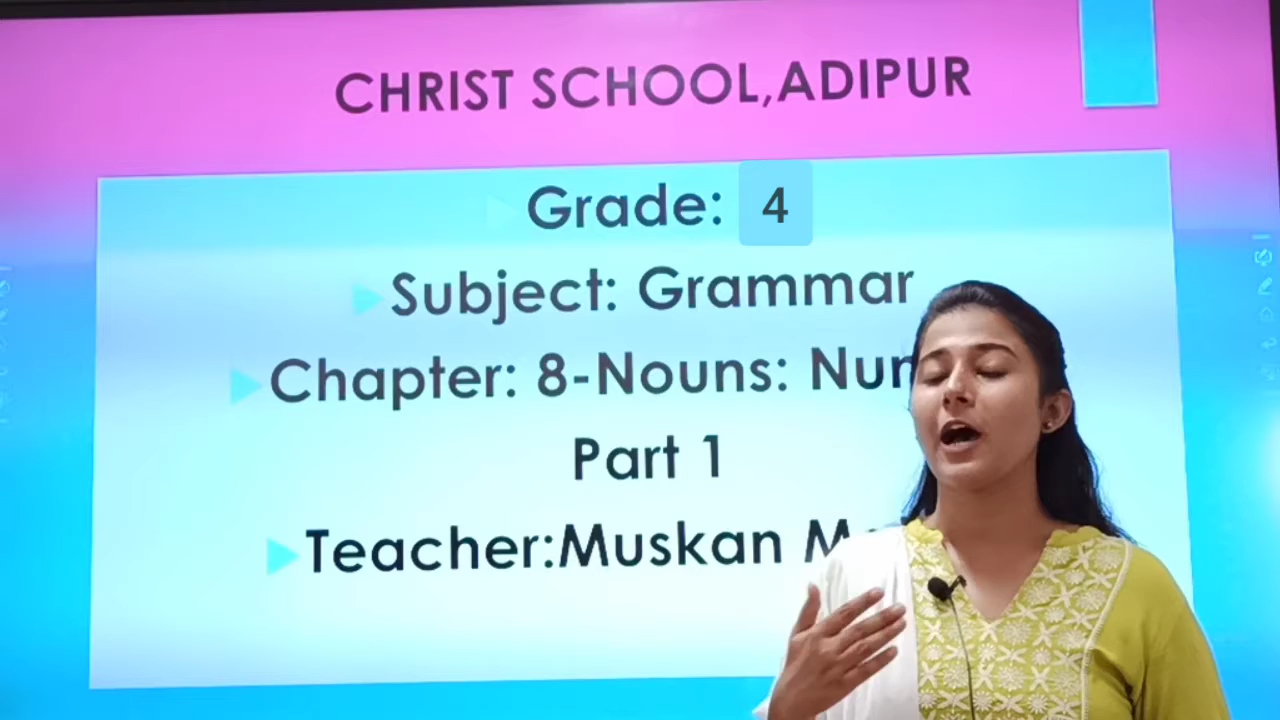 CHRIST SCHOOL,ADIPUR
Grade: 4
Subject: Grammar
Chapter: 8-Nouns:
Part 1
Teacher:Muskan